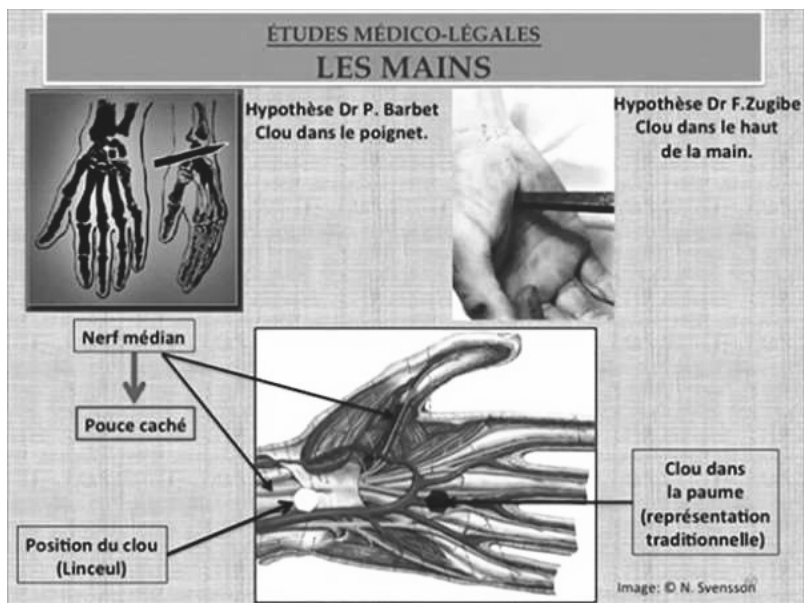 ÉTUDES MÉDICO-LÉGALES
LES MAINS
Hypothèse Dr P. Barbet
Clou dans le poignet.
Hypothèse Dr F.Zugibe
Clou dans le haut
de la main.
Nerf médian
Pouce caché
Position du clou
(Linceul)
Clou dans
la paume
(représentation
traditionnelle)
Image: © N. Svensson